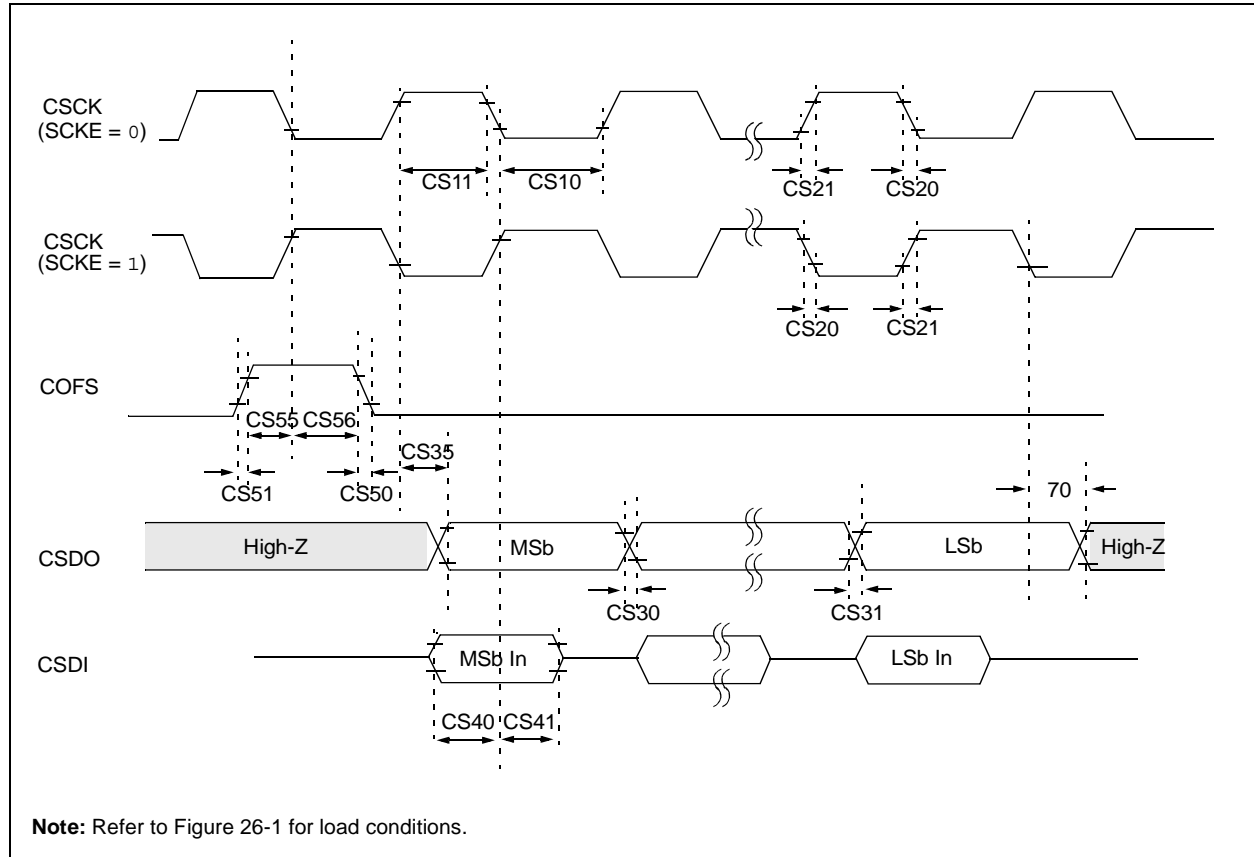 CSCK
(SCKE = 0)
CS11
CS10
CS21
CS20
CSCK
(SCKE = 1)
CS20
CS21
COFS
CS55
CS56
CS35
CS51
CS50
70
CSDO
High-Z
MSb
LSb
High-Z
CS30
CS31
CSDI
MSb In
LSb In
CS40
CS41
Note: Refer to Figure 26-1 for load conditions.